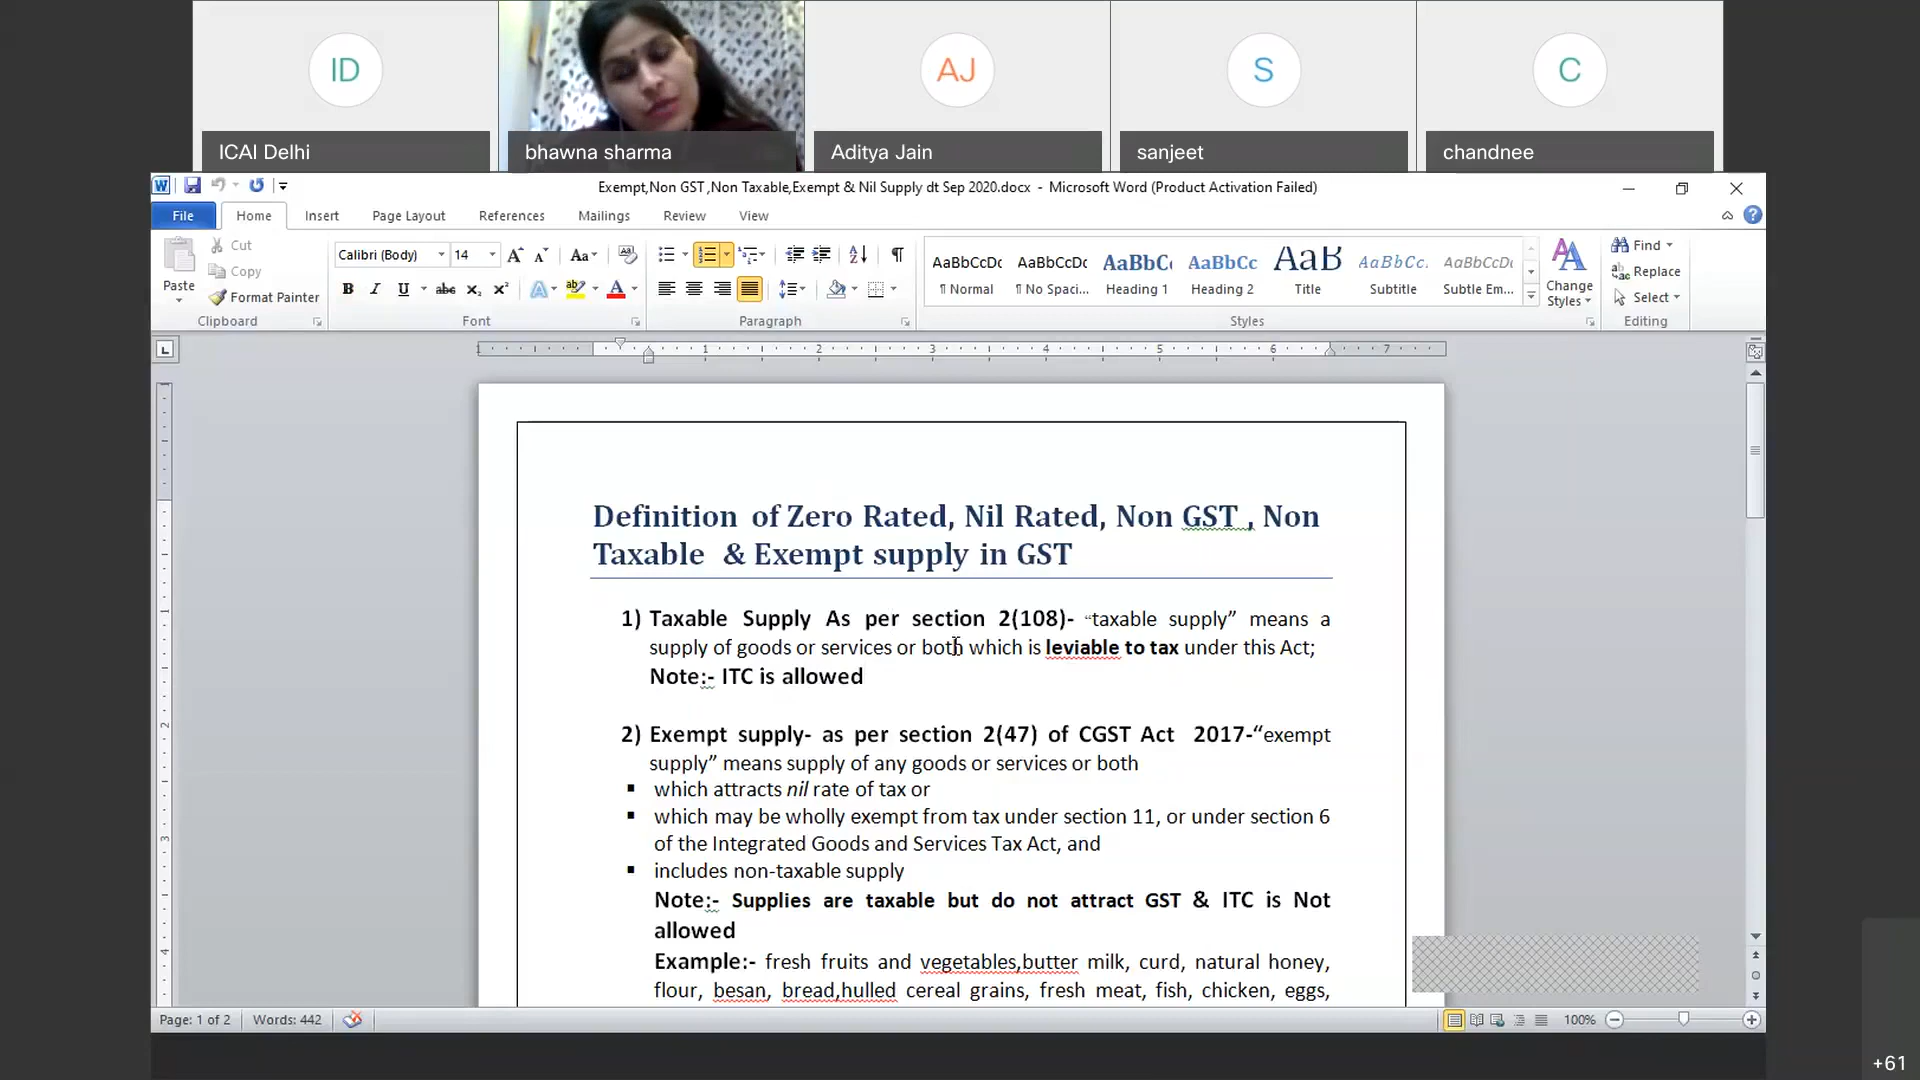 ID
AJ
S
C
ICAI Delhi
bhawna sharma
Aditya Jain
sanjeet
chandnee
Exempt,Non GST ,Non Taxable,Exempt & Nil Supply dt Sep 2020.docx - Microsoft Word (Product Activation Failed)
File Home Insert Page Layout References Mailings Review View
Paste
Cut
Copy
Format Painter
Clipboard
Calibri (Body) 14
Font
Paragraph
AaBbCcDc AaBbCcDc AaBbC AaBbCc AaB AaBbCc. AaBbCcDi
¶ Normal ¶ No Spaci... Heading 1 Heading 2 Title Subtitle Subtle Em...
Styles
Change
Styles
Find
Replace
Select
Editing
1 1 2 3 4 5 6 7
Definition of Zero Rated, Nil Rated, Non GST , Non
Taxable & Exempt supply in GST
1) Taxable Supply As per section 2(108)- “taxable supply” means a
supply of goods or services or both which is leviable to tax under this Act;
Note:- ITC is allowed
2) Exempt supply- as per section 2(47) of CGST Act 2017-“exempt
supply” means supply of any goods or services or both
▪ which attracts nil rate of tax or
▪ which may be wholly exempt from tax under section 11, or under section 6
of the Integrated Goods and Services Tax Act, and
▪ includes non-taxable supply
Note:- Supplies are taxable but do not attract GST & ITC is Not
allowed
Example:- fresh fruits and vegetables,butter milk, curd, natural honey,
flour, besan, bread,hulled cereal grains, fresh meat, fish, chicken, eggs,
Page: 1 of 2 Words: 442 100%
+61